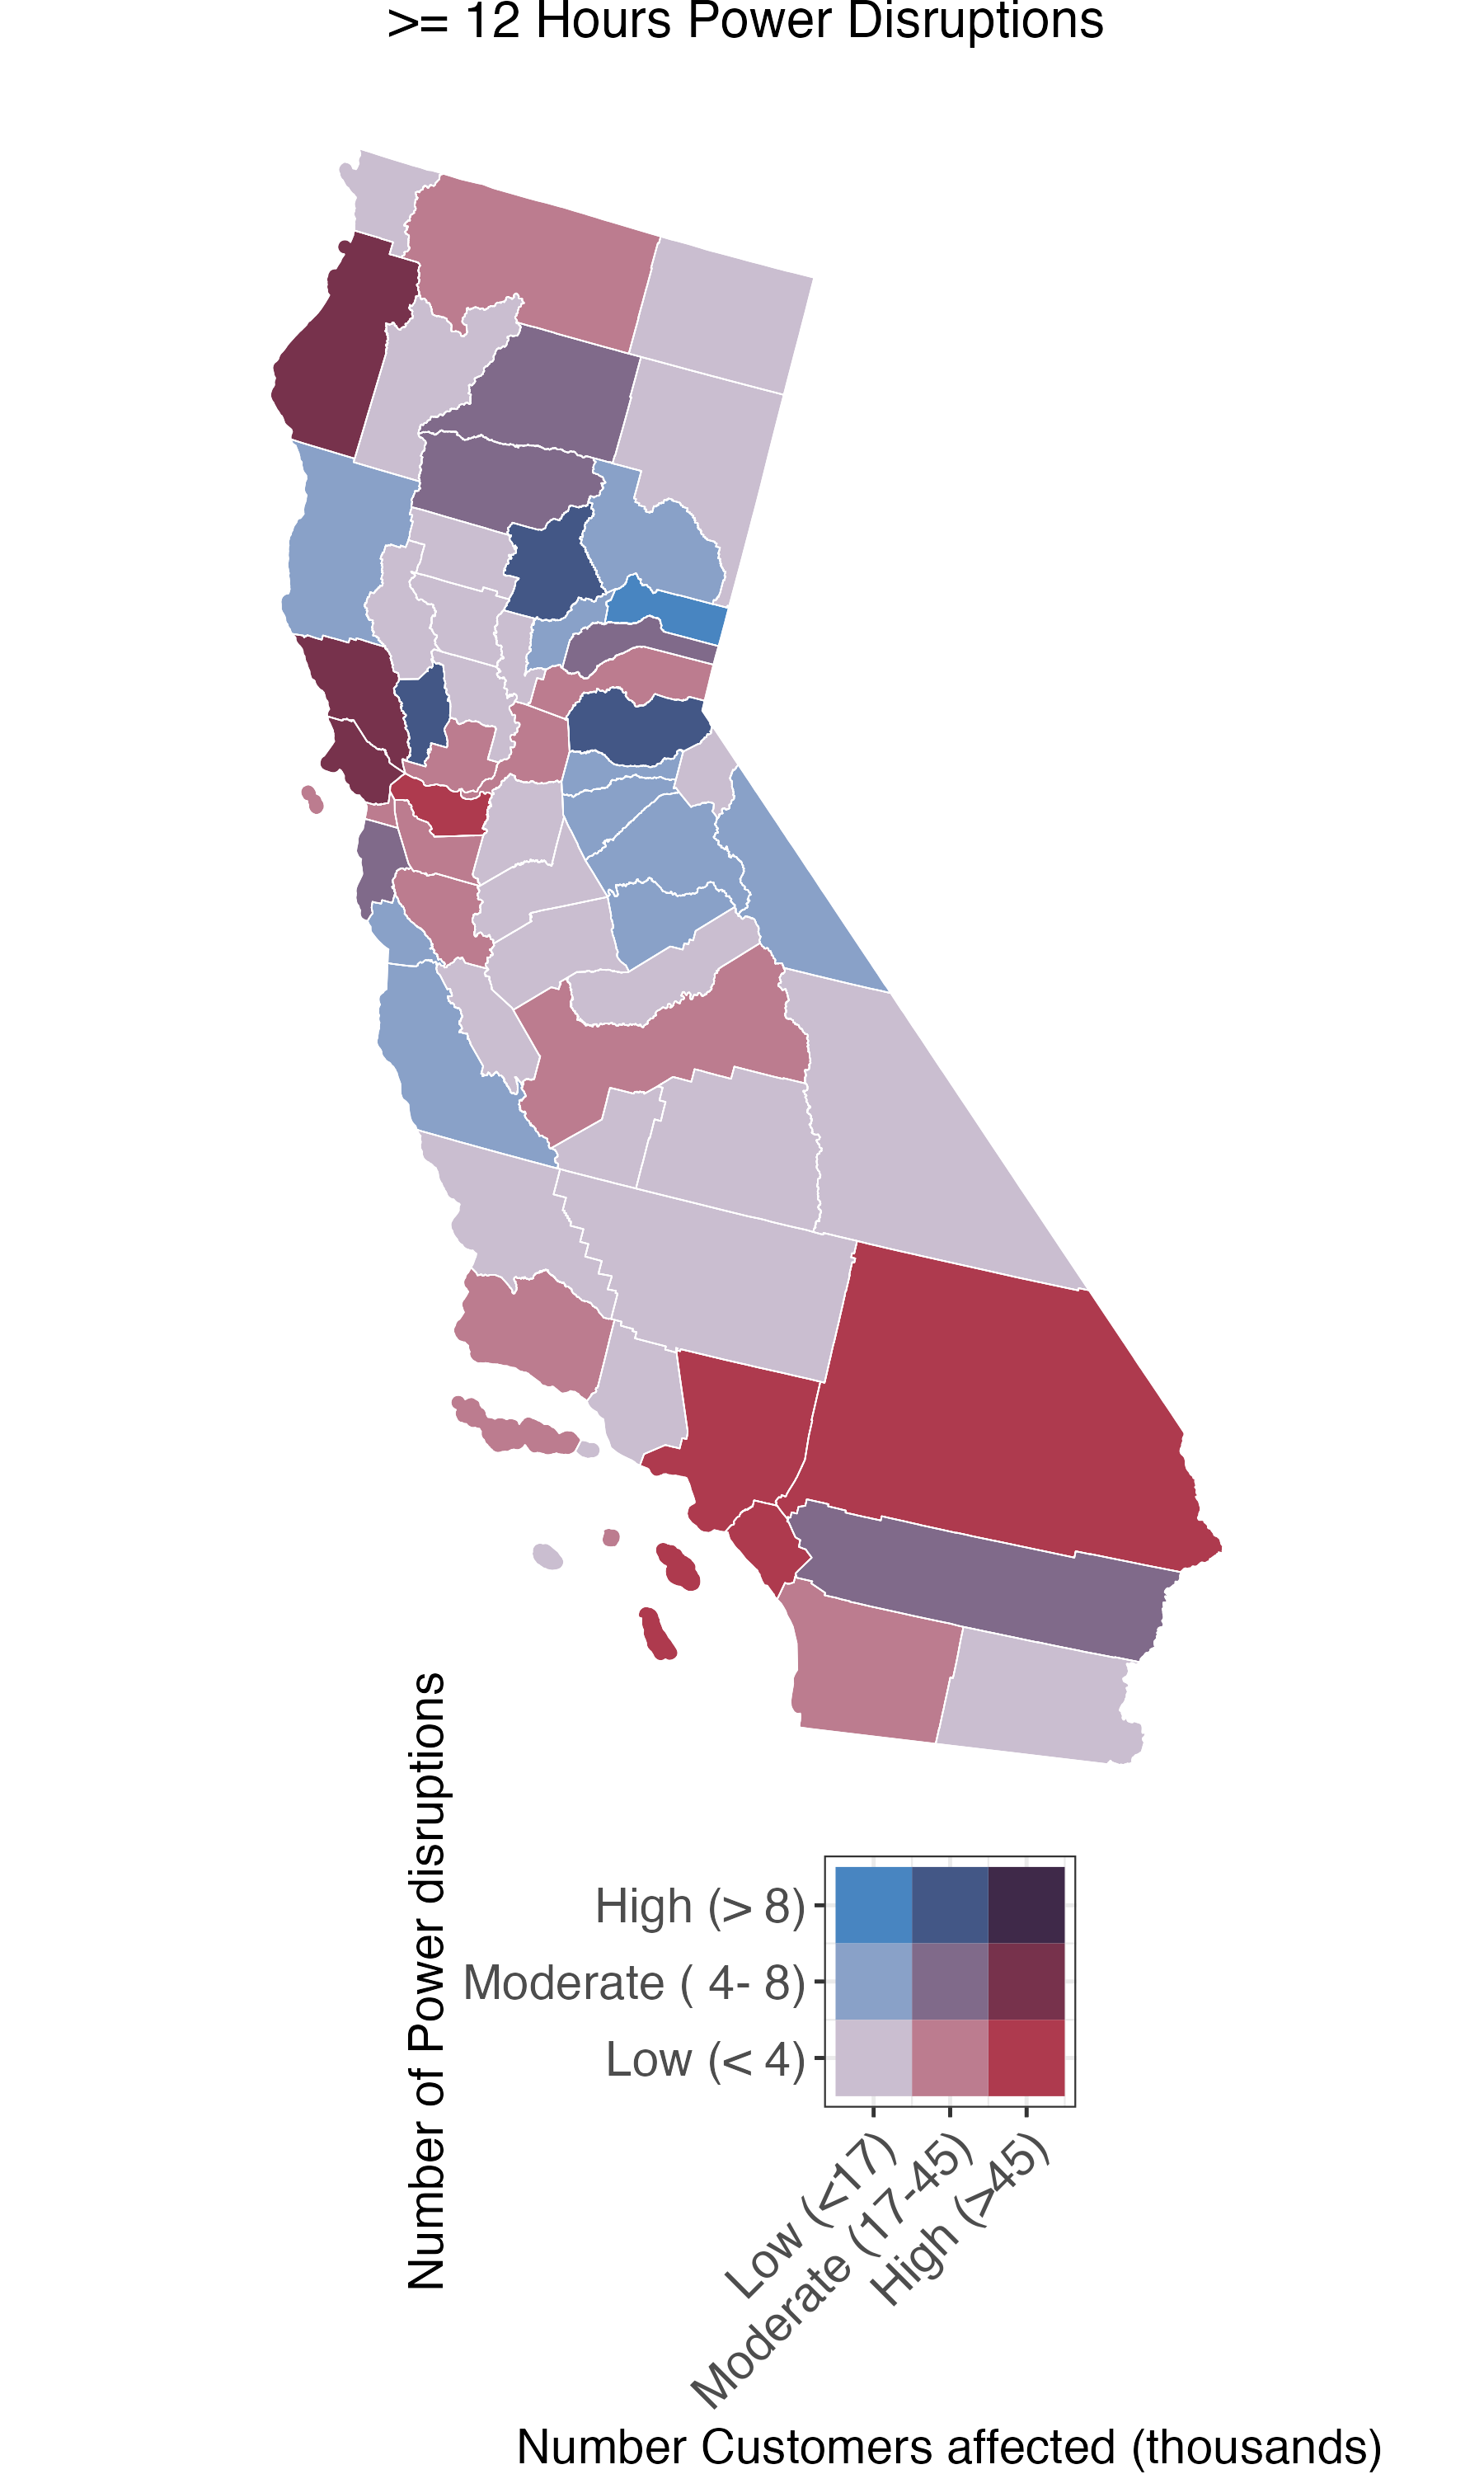 >= 12 Hours Power Disruptions
Number of Power disruptions
High (> 8)
Moderate ( 4- 8)
Low (< 4)
Low (<17)
Moderate (17-45)
High (>45)
Number Customers affected (thousands)